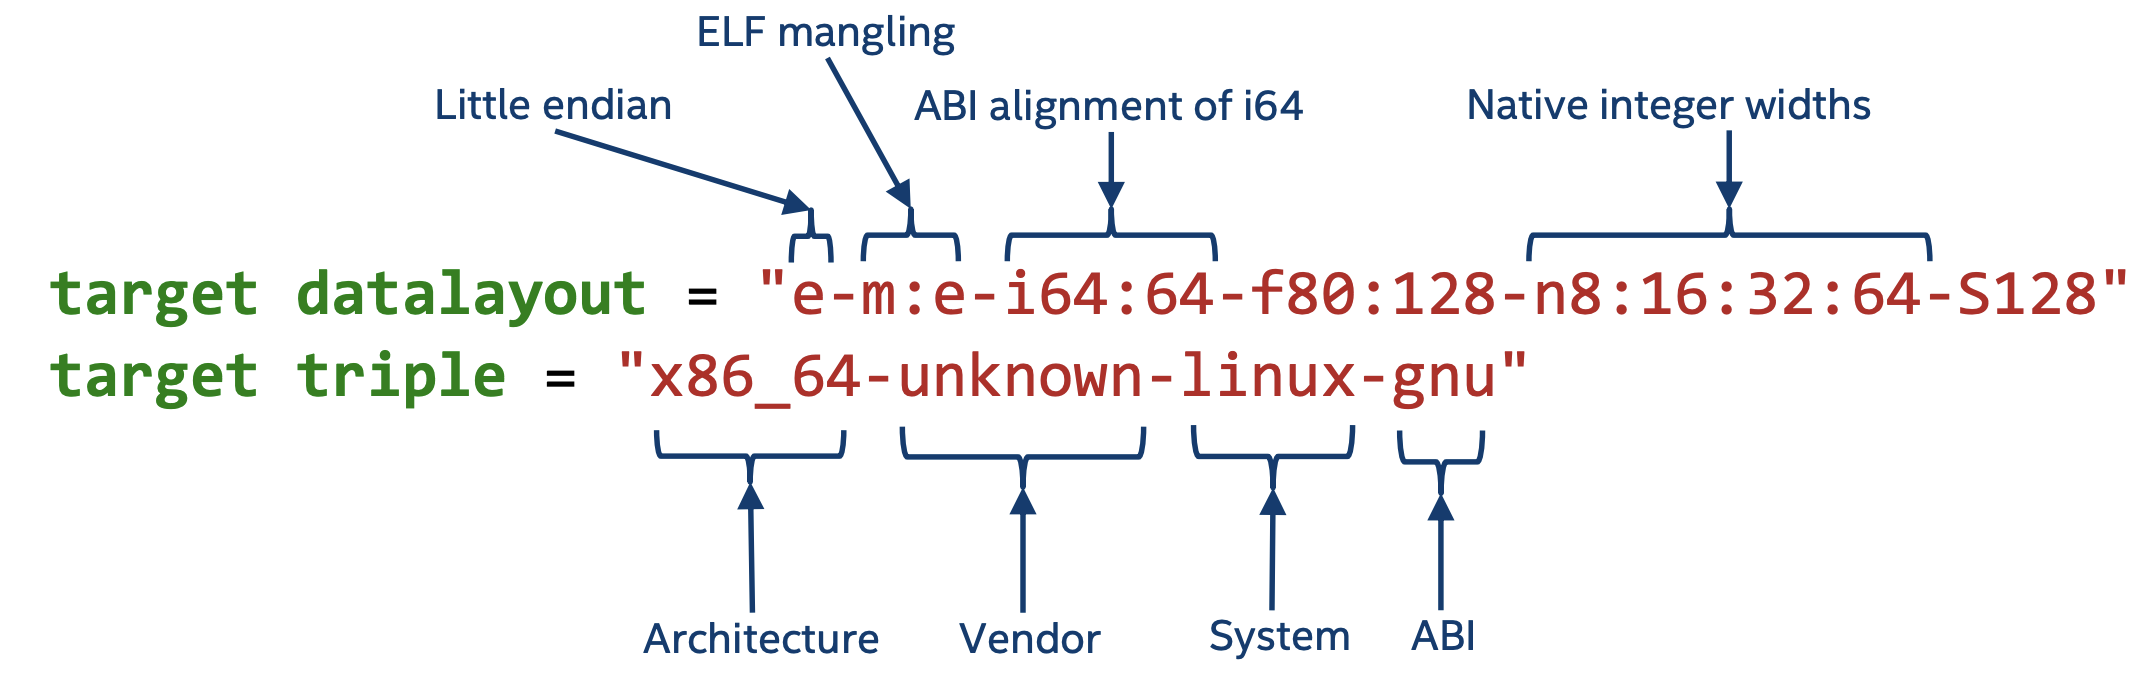 ELF mangling
Little endian
ABI alignment of i64
Native integer widths
target datalayout = "e-m:e-i64:64-f80:128-n8:16:32:64-S128"
target triple = "x86_64-unknown-linux-gnu"
Architecture
Vendor
System
ABI